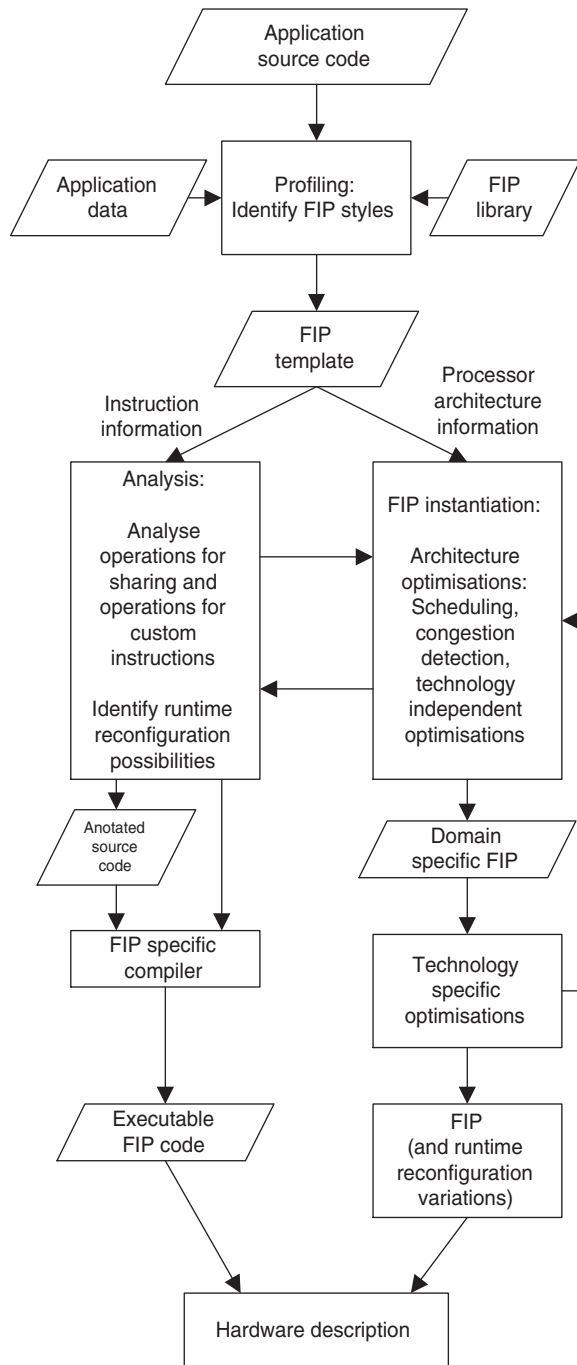 Application
source code
Application
data
Profiling:
Identify FIP styles
FIP
library
FIP
template
Instruction
information
Processor
architecture
information
Analysis:
Analyse
operations for
sharing and
operations for
custom
instructions
Identify runtime
reconfiguration
possibilities
FIP instantiation:
Architecture
optimisations:
Scheduling,
congestion
detection,
technology
independent
optimisations
Anotated
source
code
Domain
specific FIP
FIP specific
compiler
Technology
specific
optimisations
Executable
FIP code
FIP
(and runtime
reconfiguration
variations)
Hardware description